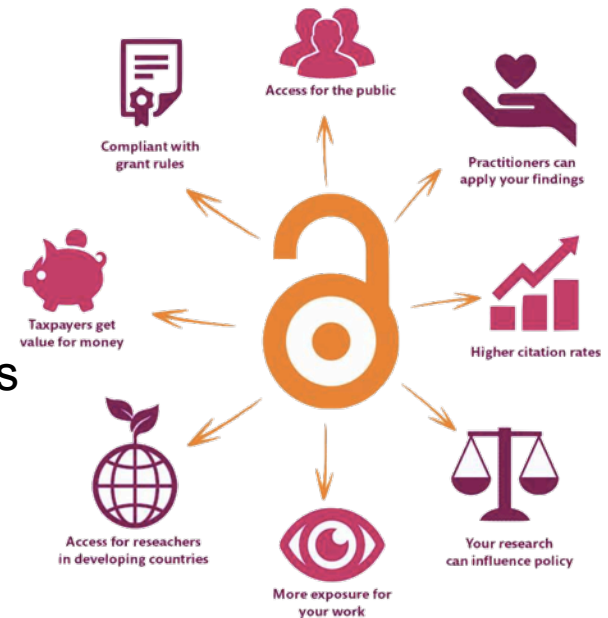 Access for the public
Compliant with
grant rules
Practitioners can
apply your findings
Taxpayers get
value for money
Higher citation rates
s
Access for reseachers
in developing countries
Your research
can influence policy
More exposure for
your work